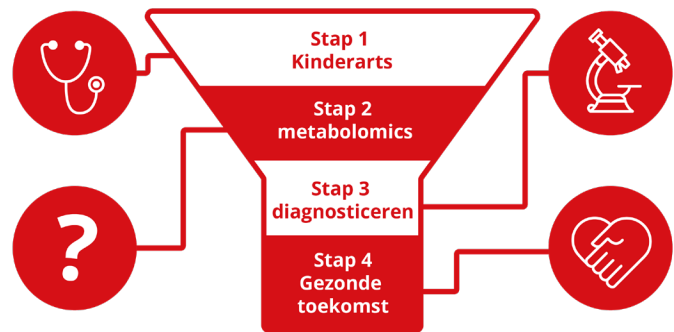 Stap 1
Kinderarts
Stap 2
metabolomics
Stap 3
diagnosticeren
Stap 4
Gezonde
toekomst
?